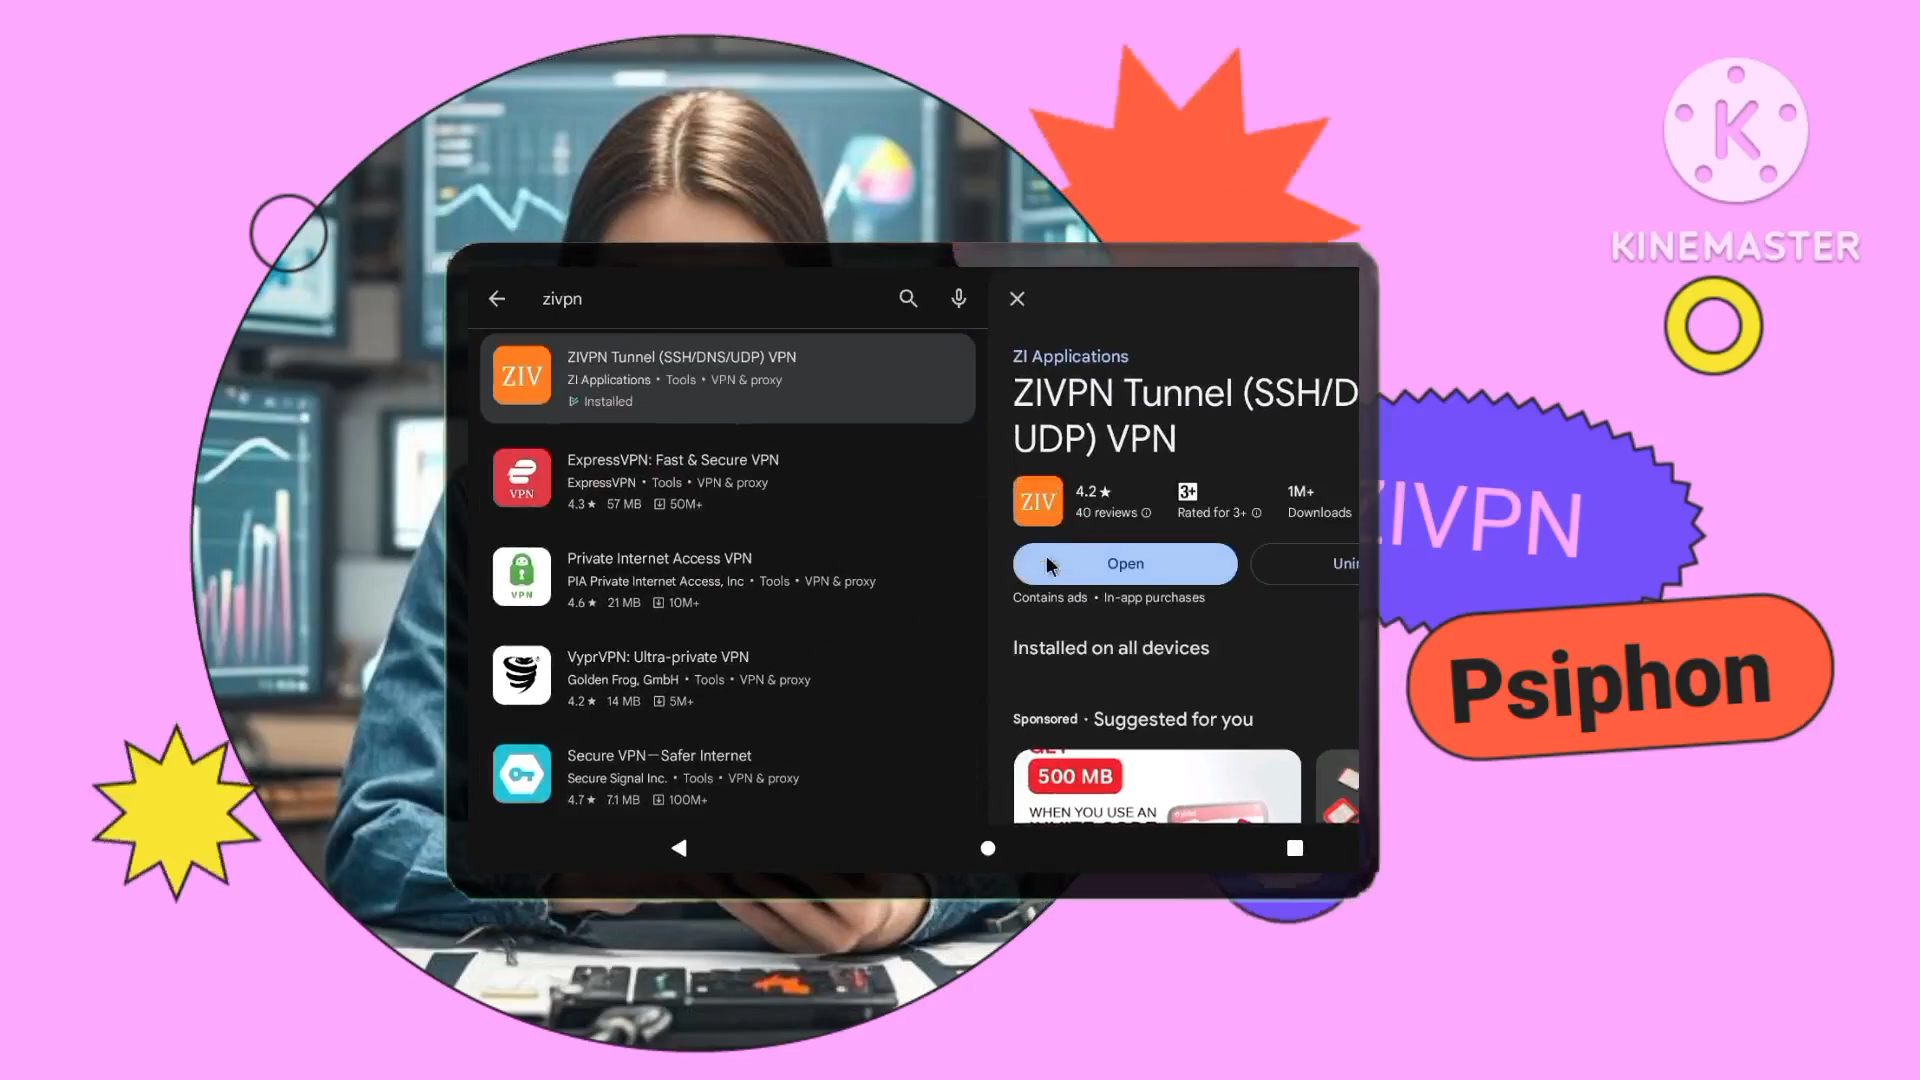 KINEMASTER
zivpn
ZIV
ZIVPN Tunnel (SSH/DNS/UDP) VPN
ZI Applications • Tools • VPN & proxy
Installed
VPN
ExpressVPN: Fast & Secure VPN
ExpressVPN • Tools • VPN & proxy
4.3★ 57 MB 50M+
VPN
Private Internet Access VPN
PIA Private Internet Access, Inc • Tools • VPN & proxy
4.6★ 21 MB 10M+
VyprVPN: Ultra-private VPN
Golden Frog, GmbH • Tools • VPN & proxy
4.2★ 14 MB 5M+
Secure VPN—Safer Internet
Secure Signal Inc. • Tools • VPN & proxy
4.7★ 7.1 MB 100M+
ZI Applications
ZIVPN Tunnel (SSH/D
UDP) VPN
ZIV
4.2★
40 reviews
3+
Rated for 3+
1M+
Downloads
Open
Unin
Contains ads • In-app purchases
Installed on all devices
Sponsored • Suggested for you
500 MB
WHEN YOU USE AN
ZIVPN
Psiphon